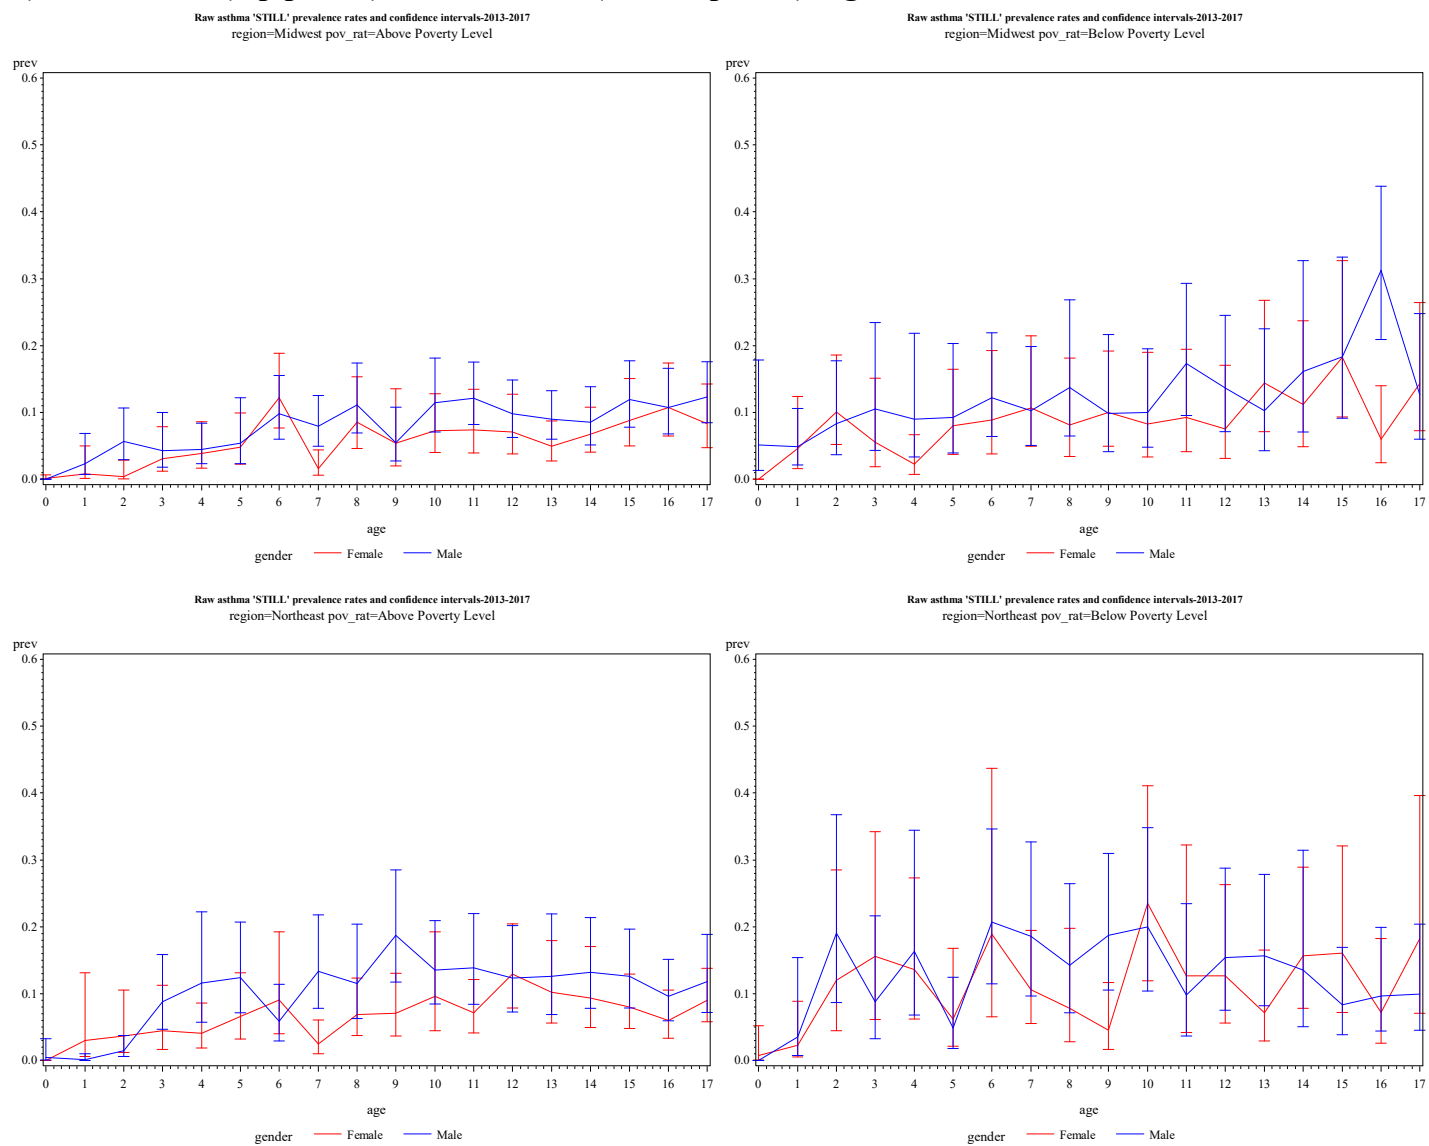 Raw asthma 'STILL' prevalence rates and confidence intervals-2013-2017
region=Midwest pov_rat=Above Poverty Level
prev
0.6
0.5
0.4
0.3
0.2
0.1
0.0
0 1 2 3 4 5 6 7 8 9 10 11 12 13 14 15 16 17
age
gender Female Male
Raw asthma 'STILL' prevalence rates and confidence intervals-2013-2017
region=Midwest pov_rat=Below Poverty Level
prev
0.6
0.5
0.4
0.3
0.2
0.1
0.0
0 1 2 3 4 5 6 7 8 9 10 11 12 13 14 15 16 17
age
gender Female Male
Raw asthma 'STILL' prevalence rates and confidence intervals-2013-2017
region=Northeast pov_rat=Above Poverty Level
prev
0.6
0.5
0.4
0.3
0.2
0.1
0.0
0 1 2 3 4 5 6 7 8 9 10 11 12 13 14 15 16 17
age
gender Female Male
Raw asthma 'STILL' prevalence rates and confidence intervals-2013-2017
region=Northeast pov_rat=Below Poverty Level
prev
0.6
0.5
0.4
0.3
0.2
0.1
0.0
0 1 2 3 4 5 6 7 8 9 10 11 12 13 14 15 16 17
age
gender Female Male